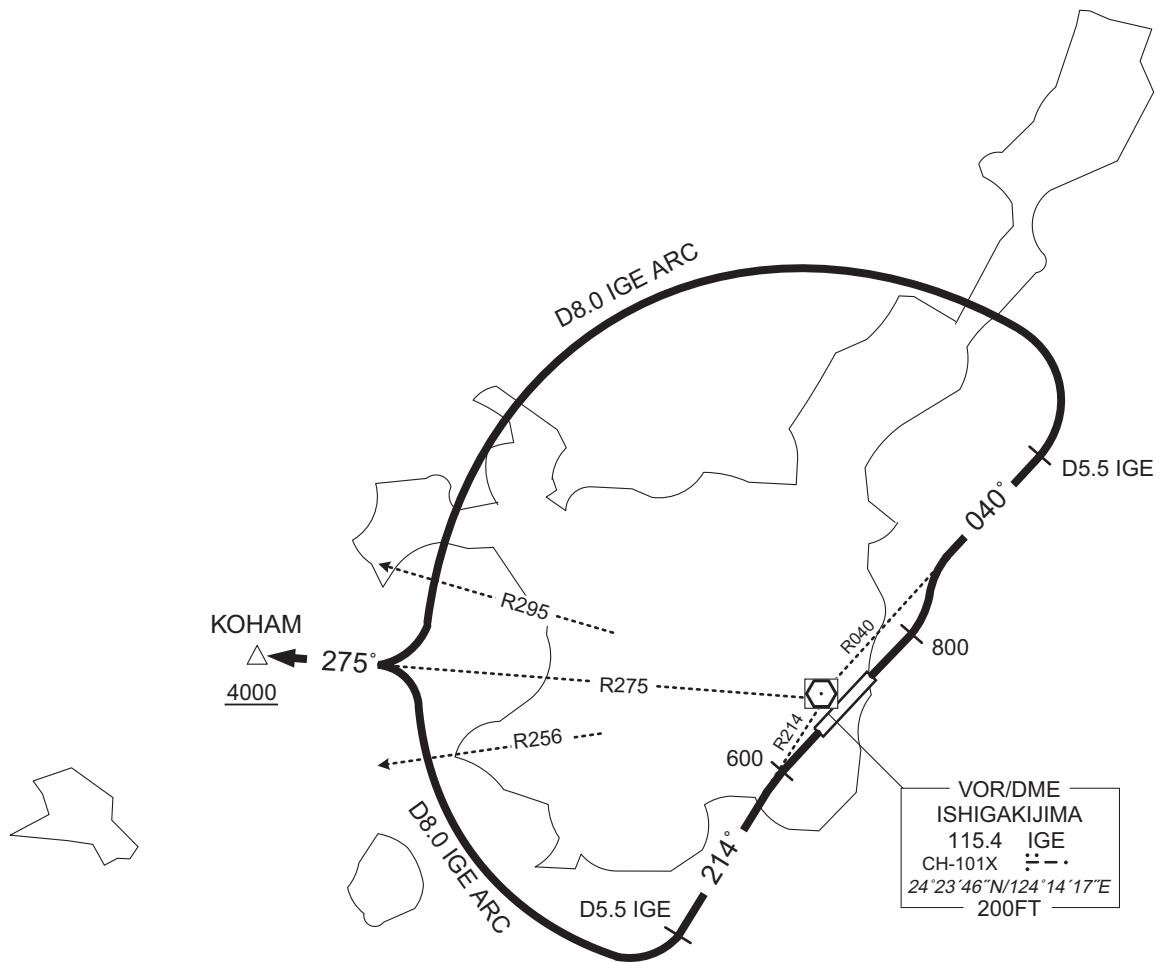 D8.0 IGE ARC
D5.5 IGE
040°
R295
KOHAM
275°
4000
R040
800
R275
R214
R256
600
VOR/DME
ISHIGAKIJIMA
115.4 IGE
CH-101X
24°23´46˝N/124°14´17˝E
200FT
214°
D8.0 IGE ARC
D5.5 IGE